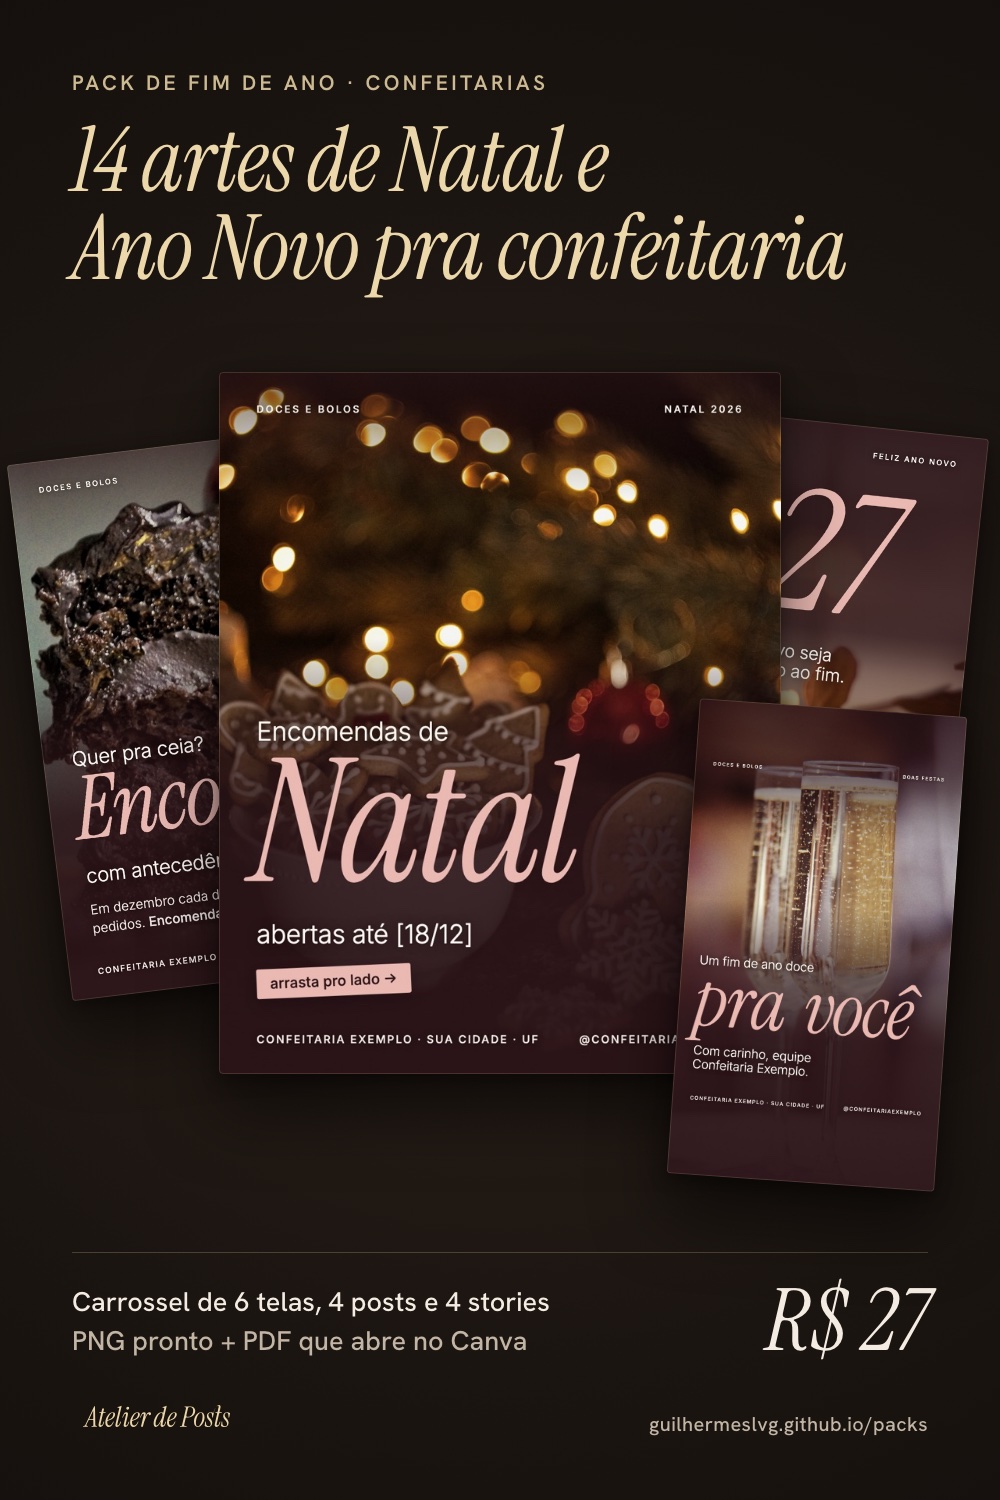 PACK DE FIM DE ANO · CONFEITARIAS
14 artes de Natal e
Ano Novo pra confeitaria
DOCES E BOLOS
Quer pra ceia?
Enco
com antecedên
Em dezembro cada d
pedidos. Encomenda
CONFEITARIA EXEMPLO
DOCES E BOLOS
NATAL 2026
Encomendas de
Natal
abertas até [18/12]
arrasta pro lado →
CONFEITARIA EXEMPLO · SUA CIDADE · UF
@CONFEITARIA
FELIZ ANO NOVO
27
vo seja
o ao fim.
DOCES E BOLOS
BOAS FESTAS
Um fim de ano doce
pra você
Com carinho, equipe
Confeitaria Exemplo.
CONFEITARIA EXEMPLO · SUA CIDADE · UF
@CONFEITARIAEXEMPLO
Carrossel de 6 telas, 4 posts e 4 stories
PNG pronto + PDF que abre no Canva
R$ 27
Atelier de Posts
guilhermeslvg.github.io/packs